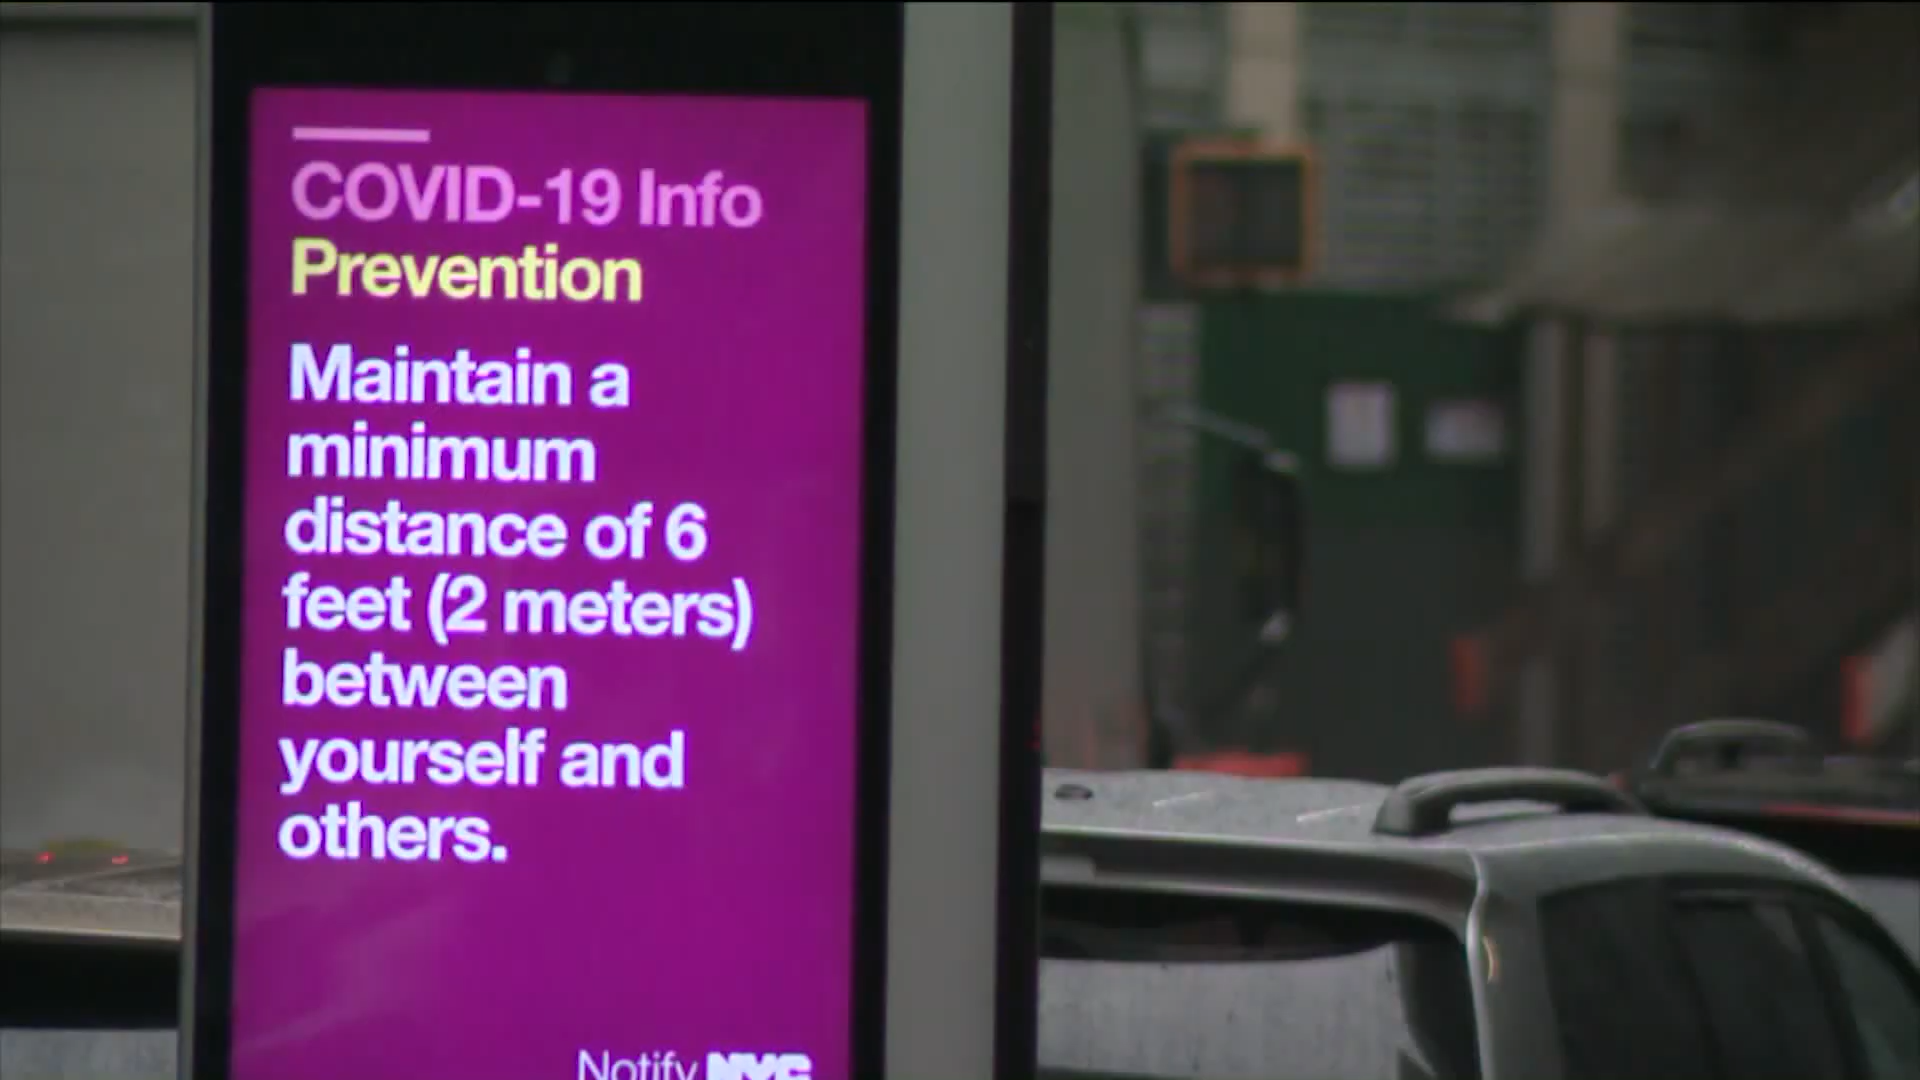 COVID-19 Info
Prevention
Maintain a
minimum
distance of 6
feet (2 meters)
between
yourself and
others.
Notify NYC